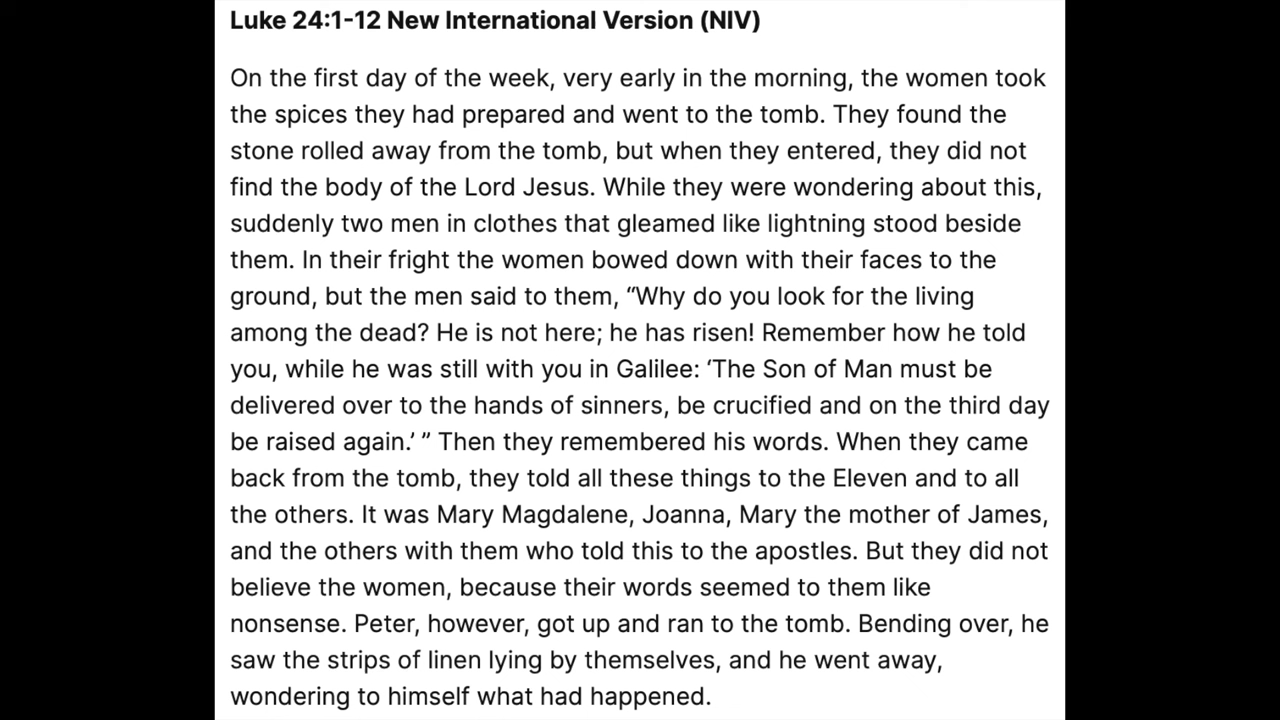 Luke 24:1-12 New International Version (NIV)
On the first day of the week, very early in the morning, the women took
the spices they had prepared and went to the tomb. They found the
stone rolled away from the tomb, but when they entered, they did not
find the body of the Lord Jesus. While they were wondering about this,
suddenly two men in clothes that gleamed like lightning stood beside
them. In their fright the women bowed down with their faces to the
ground, but the men said to them, “Why do you look for the living
among the dead? He is not here; he has risen! Remember how he told
you, while he was still with you in Galilee: ‘The Son of Man must be
delivered over to the hands of sinners, be crucified and on the third day
be raised again.’ ” Then they remembered his words. When they came
back from the tomb, they told all these things to the Eleven and to all
the others. It was Mary Magdalene, Joanna, Mary the mother of James,
and the others with them who told this to the apostles. But they did not
believe the women, because their words seemed to them like
nonsense. Peter, however, got up and ran to the tomb. Bending over, he
saw the strips of linen lying by themselves, and he went away,
wondering to himself what had happened.